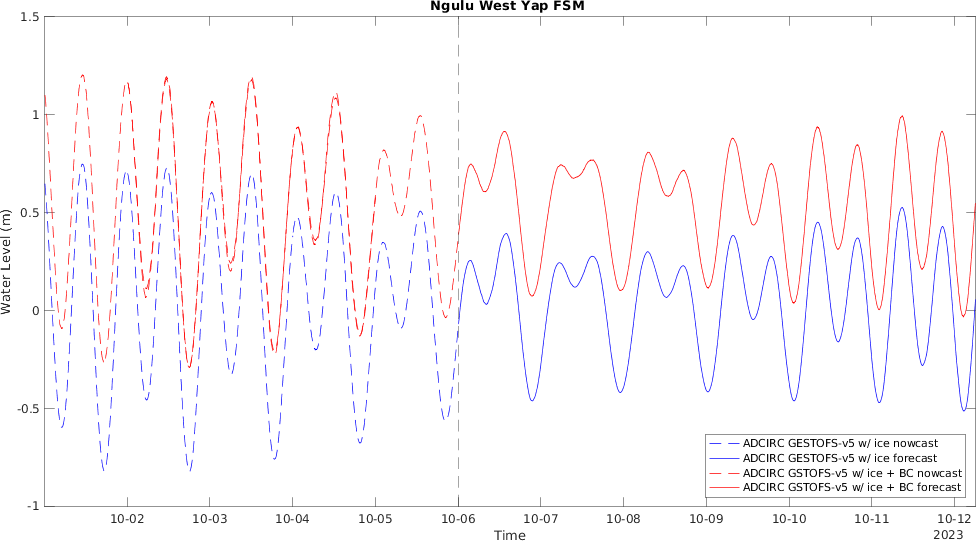 Ngulu West Yap FSM
1.5
1
0.5
0
-0.5
-1
Water Level (m)
ADCIRC GESTOFS-v5 w/ ice nowcast
ADCIRC GESTOFS-v5 w/ ice forecast
ADCIRC GSTOFS-v5 w/ ice + BC nowcast
ADCIRC GSTOFS-v5 w/ ice + BC forecast
10-02 10-03 10-04 10-05 10-06 10-07 10-08 10-09 10-10 10-11 10-12
Time 2023